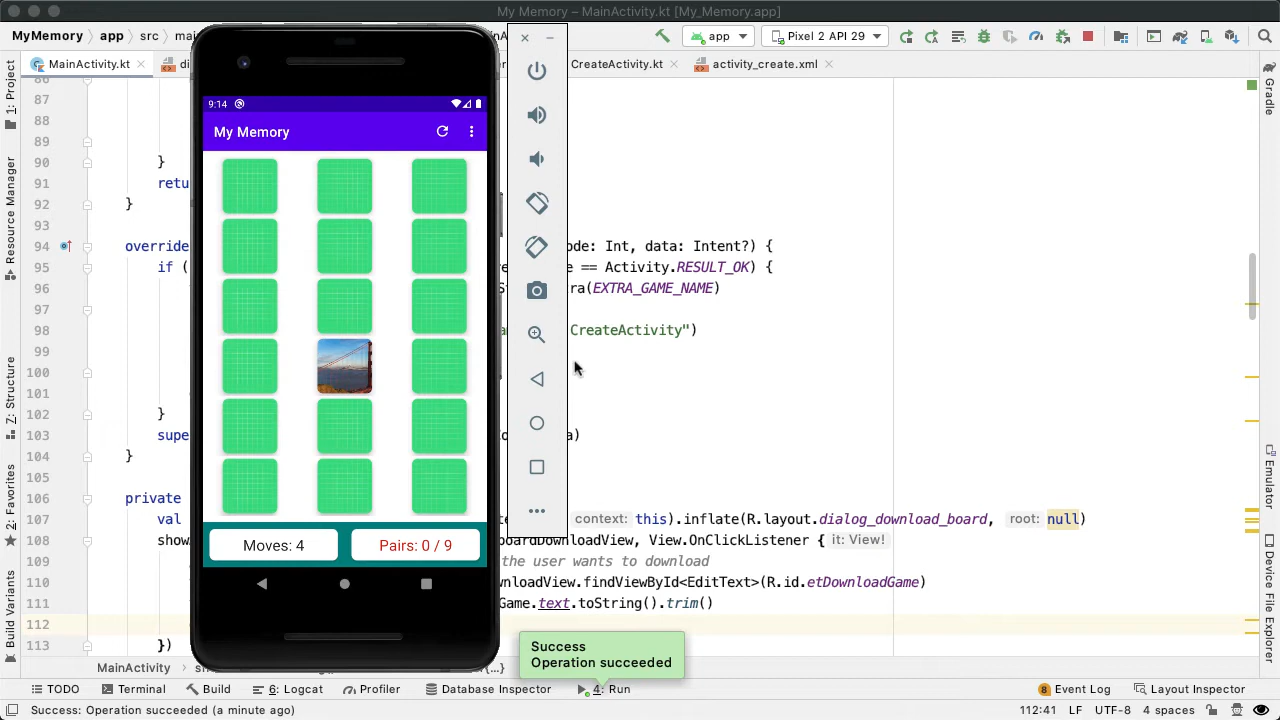 My Memory – MainActivity.kt [My_Memory.app]
MyMemory
app
src
app
Pixel 2 API 29
MainActivity.kt
CreateActivity.kt
activity_create.xml
1: Project
Resource Manager
Z: Structure
2: Favorites
Build Variants
Gradle
Emulator
Device File Explorer
87
88
89
90 }
91 retu
92 }
93
94 override ode: Int, data: Intent?) {
95 if ( e == Activity.RESULT_OK) {
96 ra(EXTRA_GAME_NAME)
97
98 CreateActivity")
99
100
101
102 }
103 supe a)
104 }
105
106 private
107 val context: this).inflate(R.layout.dialog_download_board, root: null)
108 show oardDownloadView, View.OnClickListener { it: View!
109 the user wants to download
110 wnloadView.findViewById<EditText>(R.id.etDownloadGame)
111 Game.text.toString().trim()
112
113 })
9:14
My Memory
Moves: 4
Pairs: 0 / 9
Success
Operation succeeded
MainActivity
TODO
Terminal
Build
6: Logcat
Profiler
Database Inspector
4: Run
8 Event Log
Layout Inspector
Success: Operation succeeded (a minute ago)
112:41
LF
UTF-8
4 spaces